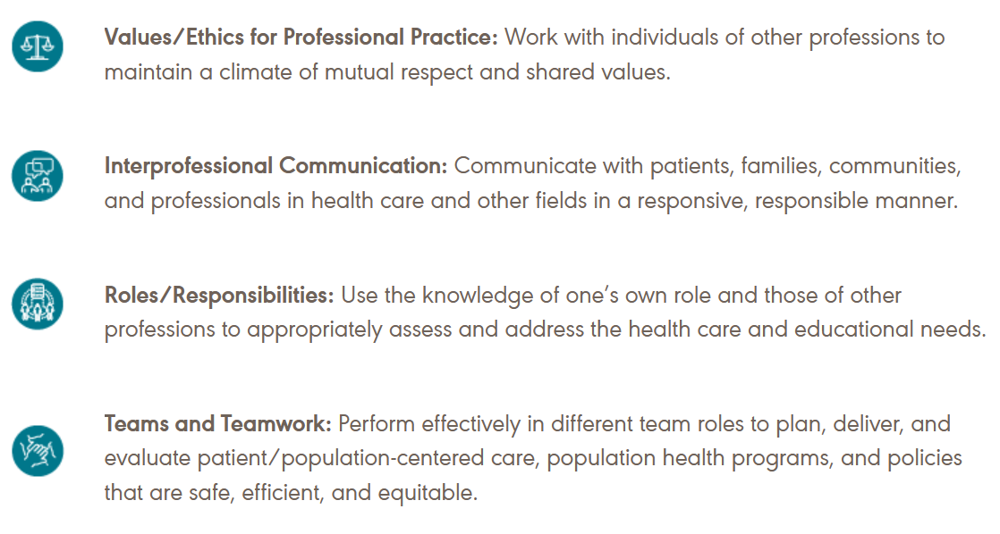 Values/Ethics for Professional Practice: Work with individuals of other professions to
maintain a climate of mutual respect and shared values.
Interprofessional Communication: Communicate with patients, families, communities,
and professionals in health care and other fields in a responsive, responsible manner.
Roles/Responsibilities: Use the knowledge of one’s own role and those of other
professions to appropriately assess and address the health care and educational needs.
Teams and Teamwork: Perform effectively in different team roles to plan, deliver, and
evaluate patient/population-centered care, population health programs, and policies
that are safe, efficient, and equitable.